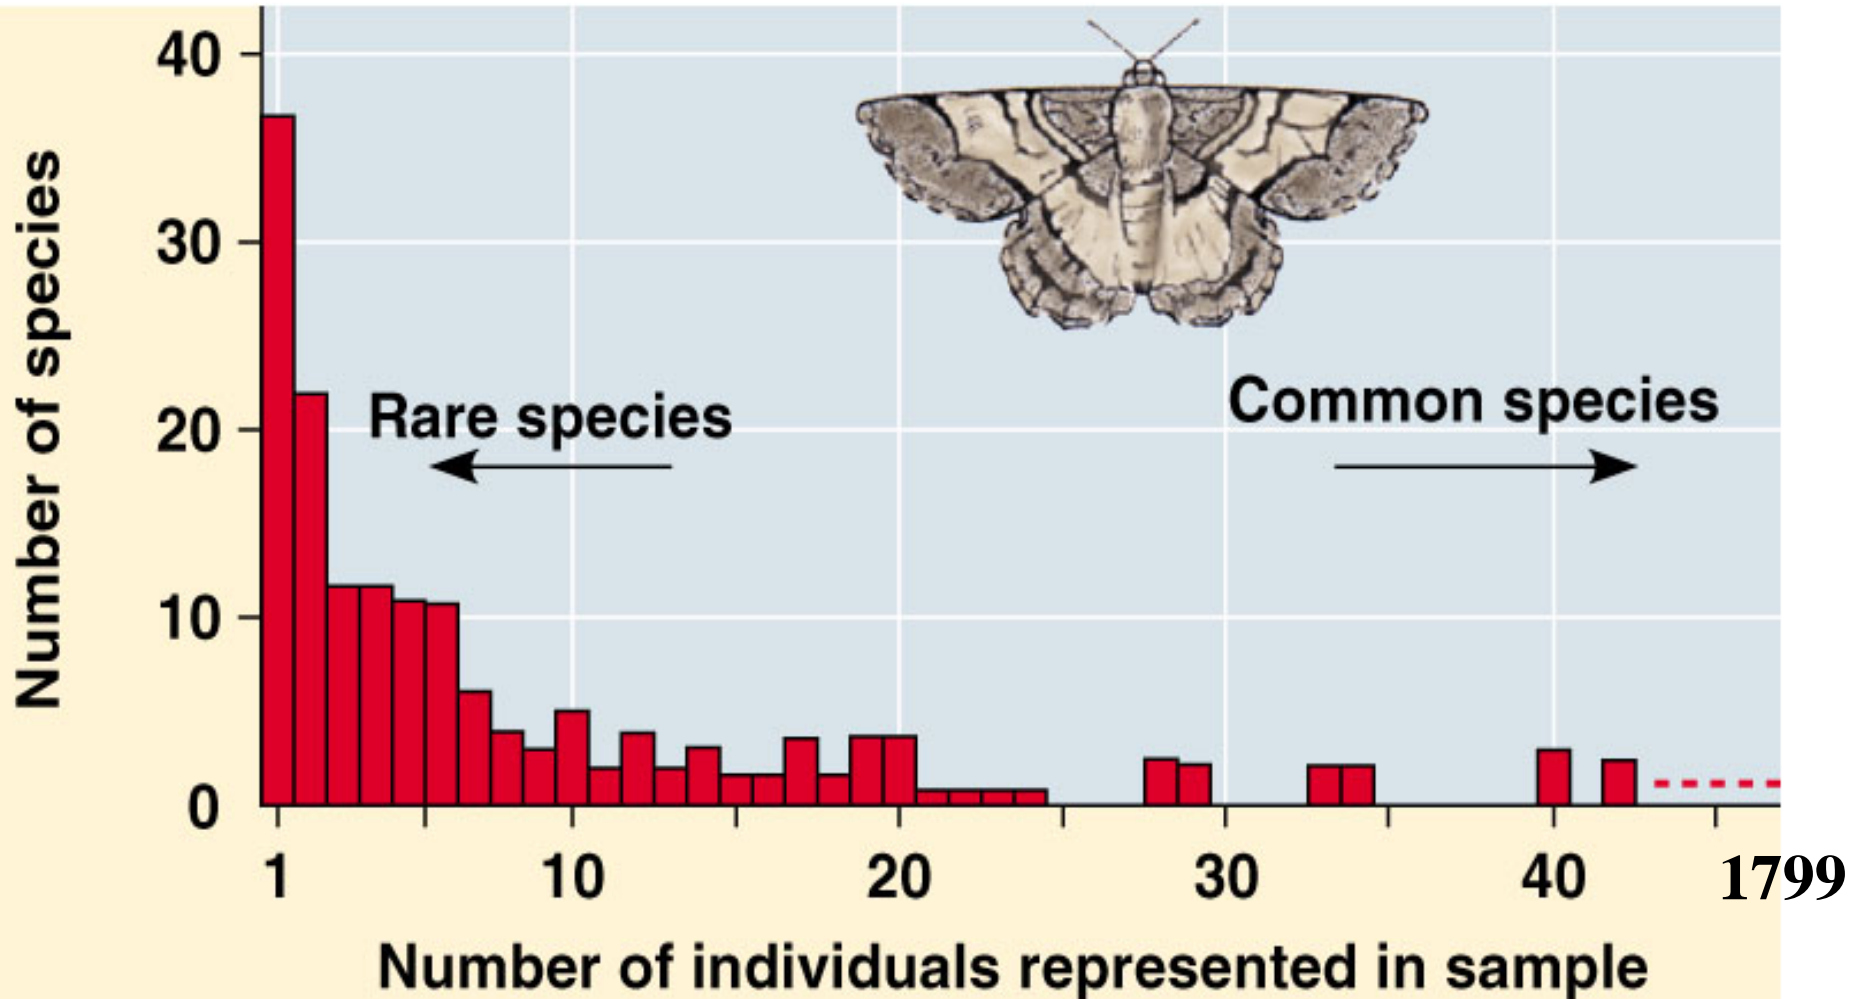 Number of species
40
30
20
10
0
Rare species
Common species
1 10 20 30 40 1799
Number of individuals represented in sample